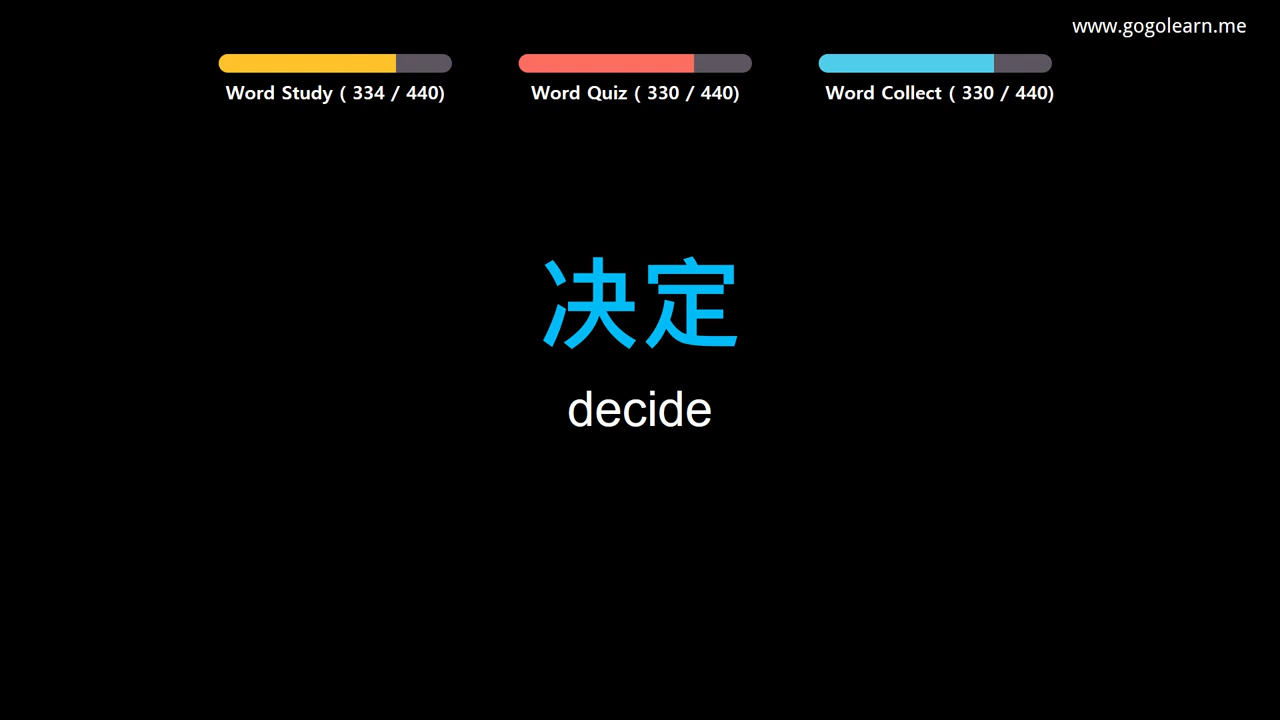 www.gogolearn.me
Word Study ( 334 / 440)
Word Quiz ( 330 / 440)
Word Collect ( 330 / 440)
决定
decide